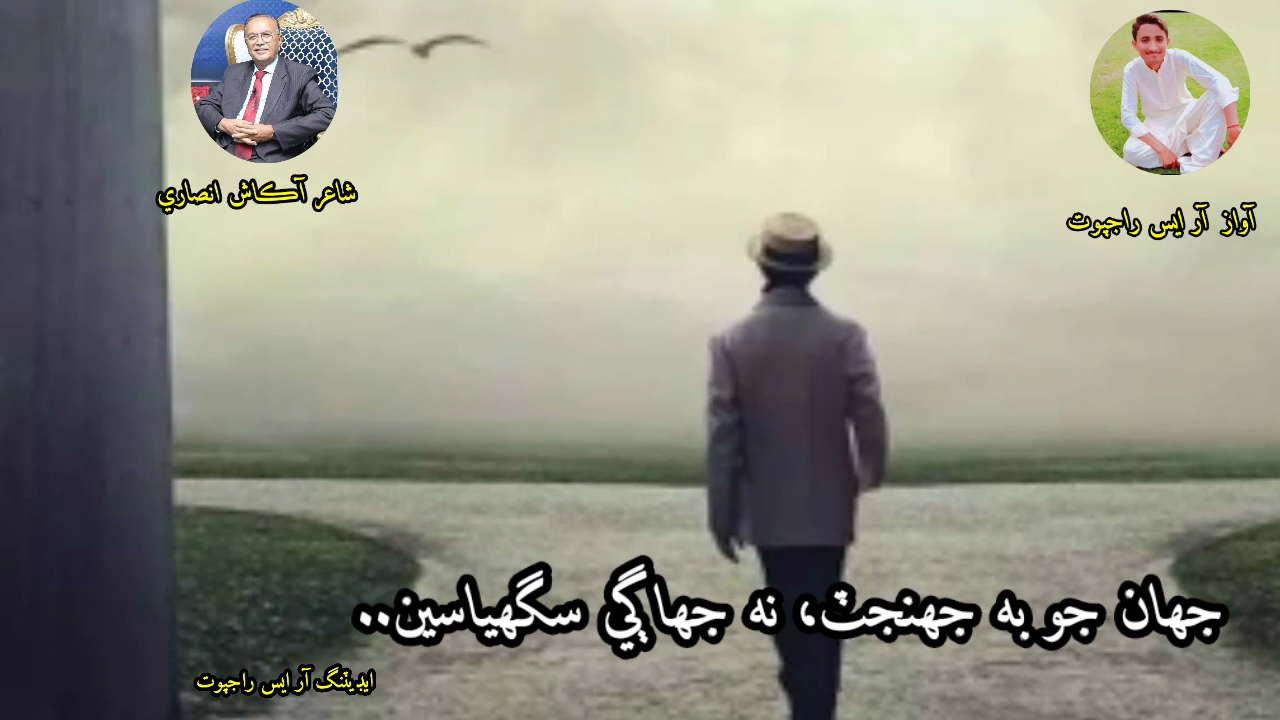 شاعر آڪاش انصاري
آواز آر ايس راجپوت
جهان جو به جهنجٽ، نه جهاڳي سگهياسين..
ايڊيٽنگ آر ايس راجپوت